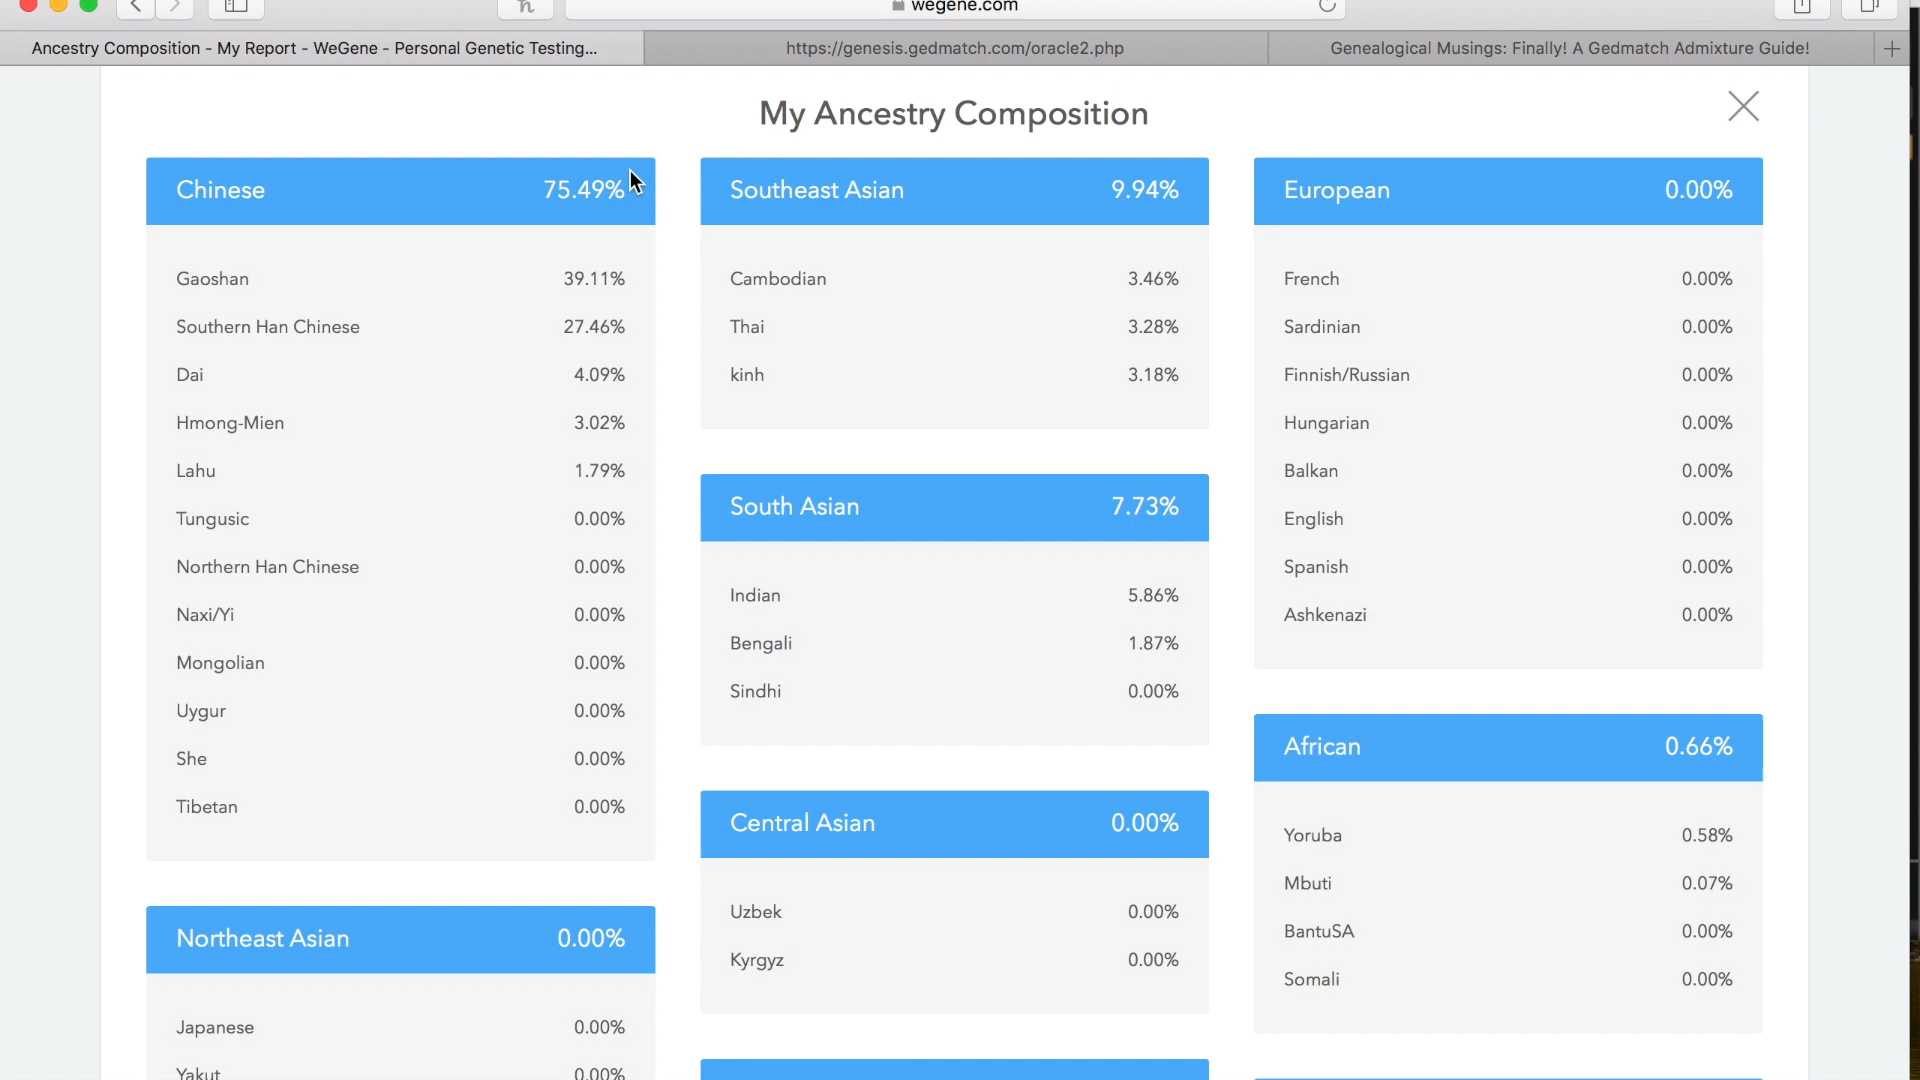 wegene.com
Ancestry Composition - My Report - WeGene - Personal Genetic Testing...
https://genesis.gedmatch.com/oracle2.php
Genealogical Musings: Finally! A Gedmatch Admixture Guide!
My Ancestry Composition
Chinese 75.49%
Gaoshan 39.11%
Southern Han Chinese 27.46%
Dai 4.09%
Hmong-Mien 3.02%
Lahu 1.79%
Tungusic 0.00%
Northern Han Chinese 0.00%
Naxi/Yi 0.00%
Mongolian 0.00%
Uygur 0.00%
She 0.00%
Tibetan 0.00%
Northeast Asian 0.00%
Japanese 0.00%
Yakut 0.00%
Southeast Asian 9.94%
Cambodian 3.46%
Thai 3.28%
kinh 3.18%
South Asian 7.73%
Indian 5.86%
Bengali 1.87%
Sindhi 0.00%
Central Asian 0.00%
Uzbek 0.00%
Kyrgyz 0.00%
European 0.00%
French 0.00%
Sardinian 0.00%
Finnish/Russian 0.00%
Hungarian 0.00%
Balkan 0.00%
English 0.00%
Spanish 0.00%
Ashkenazi 0.00%
African 0.66%
Yoruba 0.58%
Mbuti 0.07%
BantuSA 0.00%
Somali 0.00%